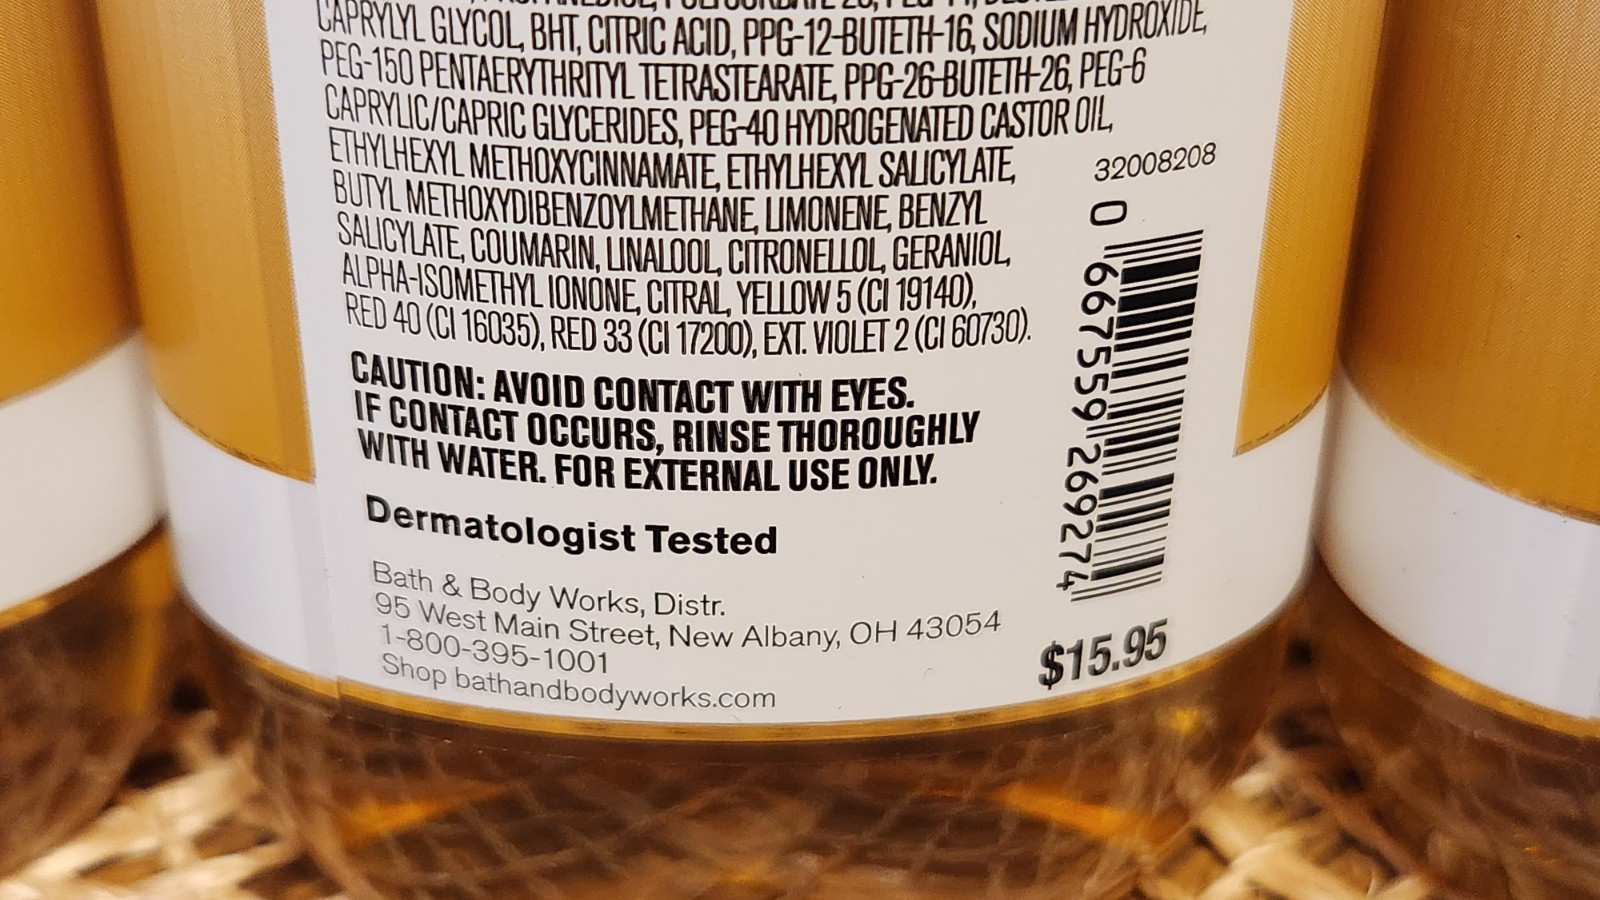 CAPRYLYL GLYCOL, BHT, CITRIC ACID, PPG-12-BUTETH-16, SODIUM HYDROXIDE,
PEG-150 PENTAERYTHRITYL TETRASTEARATE, PPG-26-BUTETH-26, PEG-6
CAPRYLIC/CAPRIC GLYCERIDES, PEG-40 HYDROGENATED CASTOR OIL,
ETHYLHEXYL METHOXYCINNAMATE, ETHYLHEXYL SALICYLATE,
BUTYL METHOXYDIBENZOYLMETHANE, LIMONENE, BENZYL
SALICYLATE, COUMARIN, LINALOOL, CITRONELLOL, GERANIOL,
ALPHA-ISOMETHYL IONONE, CITRAL, YELLOW 5 (CI 19140),
RED 40 (CI 16035), RED 33 (CI 17200), EXT. VIOLET 2 (CI 60730).
CAUTION: AVOID CONTACT WITH EYES.
IF CONTACT OCCURS, RINSE THOROUGHLY
WITH WATER. FOR EXTERNAL USE ONLY.
Dermatologist Tested
Bath & Body Works, Distr.
95 West Main Street, New Albany, OH 43054
1-800-395-1001
Shop bathandbodyworks.com
32008208
0 667559 269274
$15.95